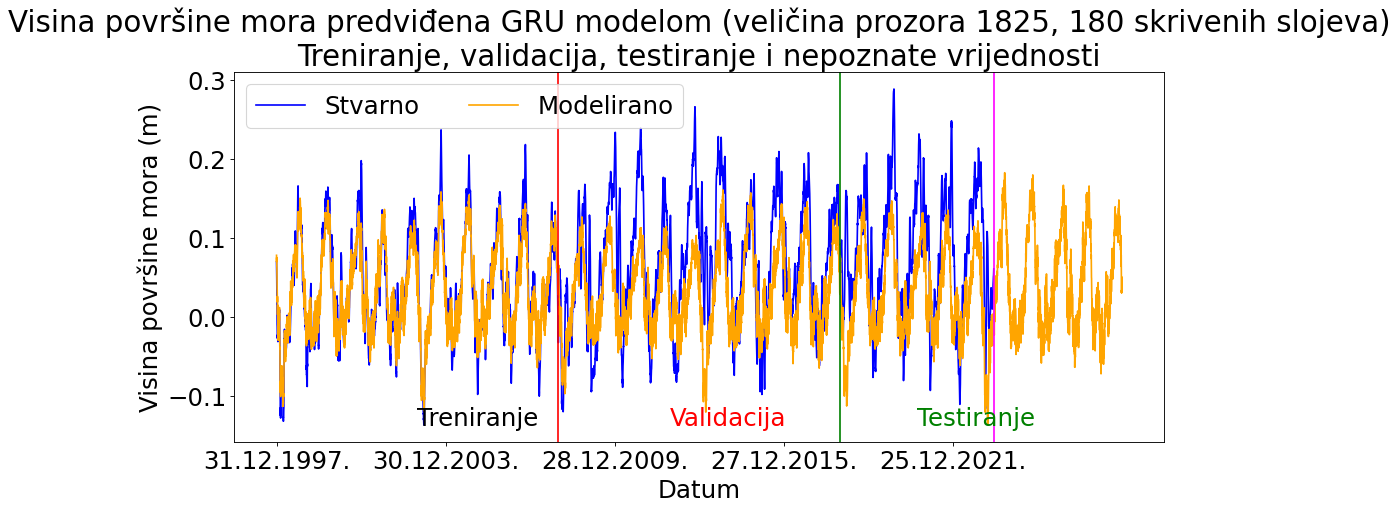 Visina površine mora predviđena GRU modelom (veličina prozora 1825, 180 skrivenih slojeva)
Treniranje, validacija, testiranje i nepoznate vrijednosti
Visina površine mora (m)
0.3
0.2
0.1
0.0
−0.1
Stvarno Modelirano
Treniranje Validacija Testiranje
31.12.1997. 30.12.2003. 28.12.2009. 27.12.2015. 25.12.2021.
Datum